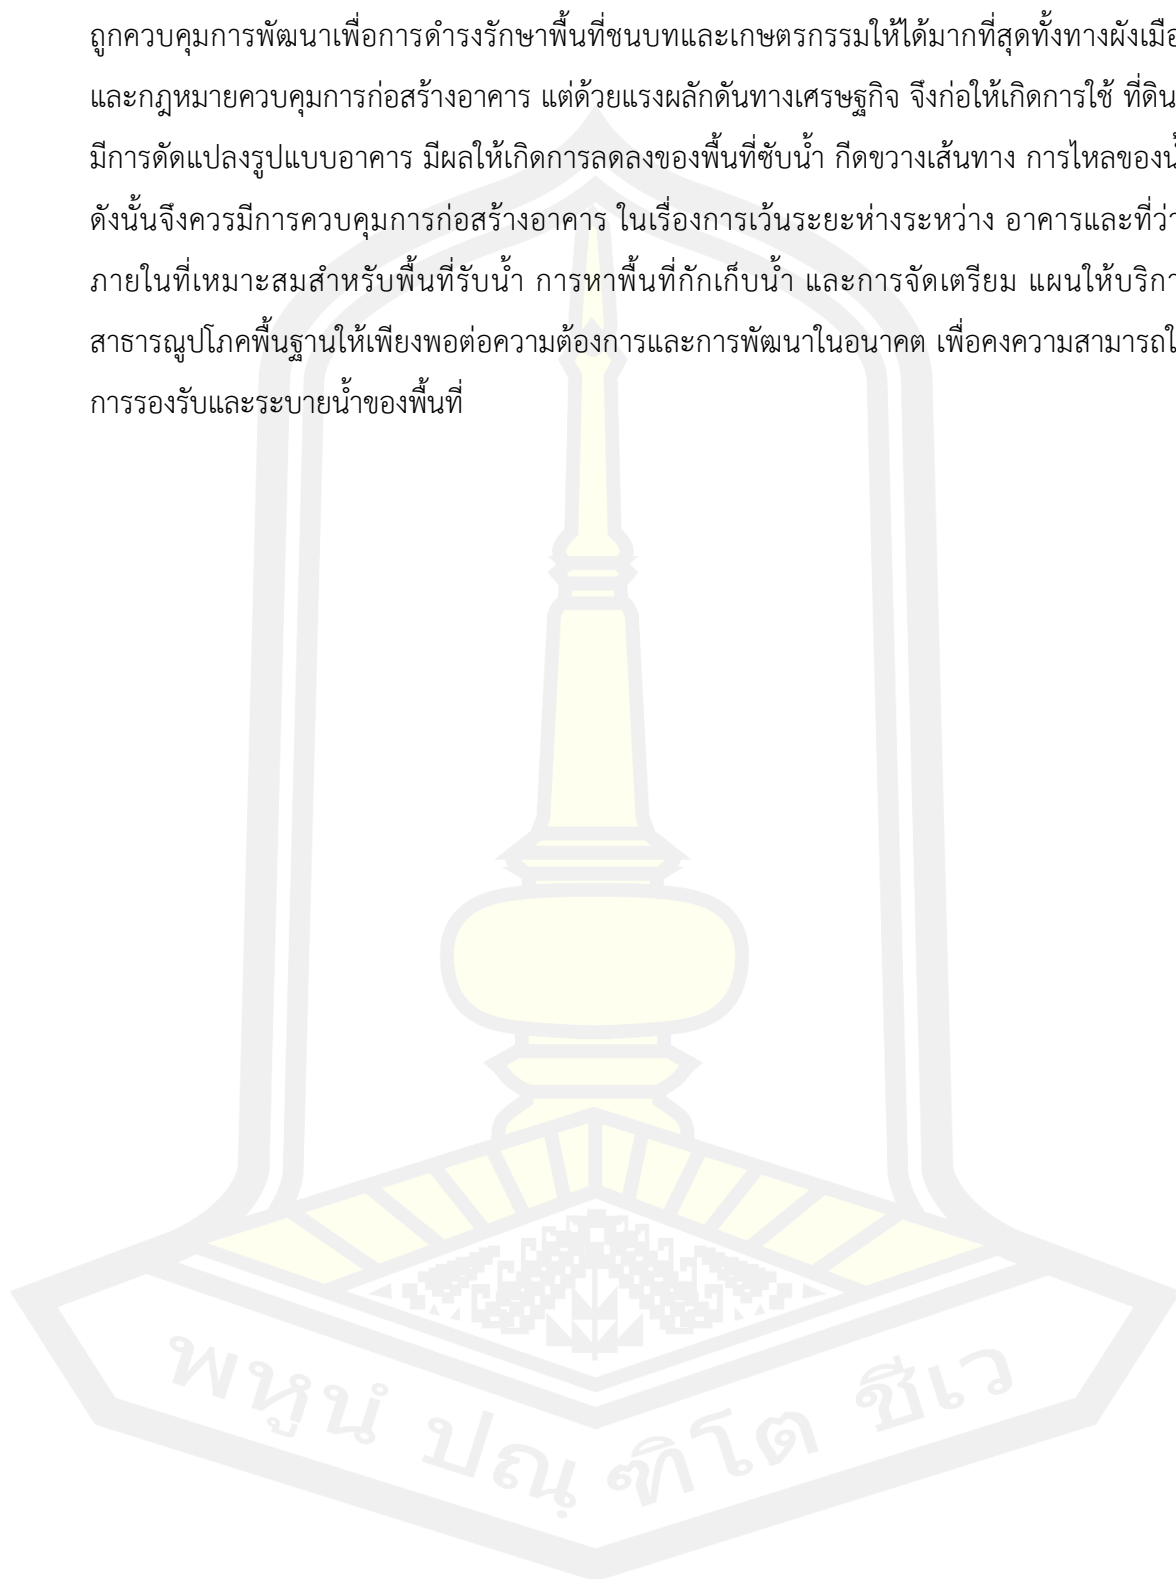 ถูกควบคุมการพัฒนาเพื่อการดำรงรักษาพื้นที่ชนบทและเกษตรกรรมให้ได้มากที่สุดทั้งทางผังเมือ
และกฎหมายควบคุมการก่อสร้างอาคาร แต่ด้วยแรงผลักดันทางเศรษฐกิจ จึงก่อให้เกิดการใช้ ที่ดิน
มีการดัดแปลงรูปแบบอาคาร มีผลให้เกิดการลดลงของพื้นที่ซับน้ำ กีดขวางเส้นทาง การไหลของน้
ดังนั้นจึงควรมีการควบคุมการก่อสร้างอาคาร ในเรื่องการเว้นระยะห่างระหว่าง อาคารและที่ว่า
ภายในที่เหมาะสมสำหรับพื้นที่รับน้ำ การหาพื้นที่กักเก็บน้ำ และการจัดเตรียม แผนให้บริกา
สาธารณูปโภคพื้นฐานให้เพียงพอต่อความต้องการและการพัฒนาในอนาคต เพื่อคงความสามารถใ
การรองรับและระบายน้ำของพื้นที่
พหูนํ ปณฺฑิโต ชีเว